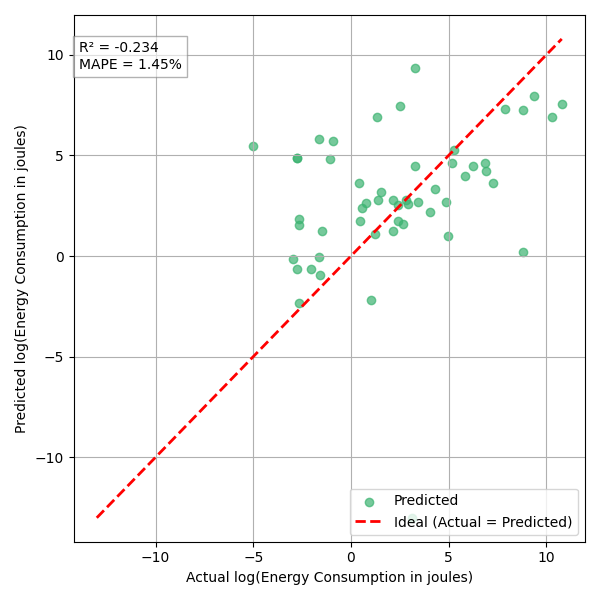 R² = -0.234
MAPE = 1.45%
Predicted log(Energy Consumption in joules)
10
5
0
−5
−10
Predicted
Ideal (Actual = Predicted)
−10 −5 0 5 10
Actual log(Energy Consumption in joules)